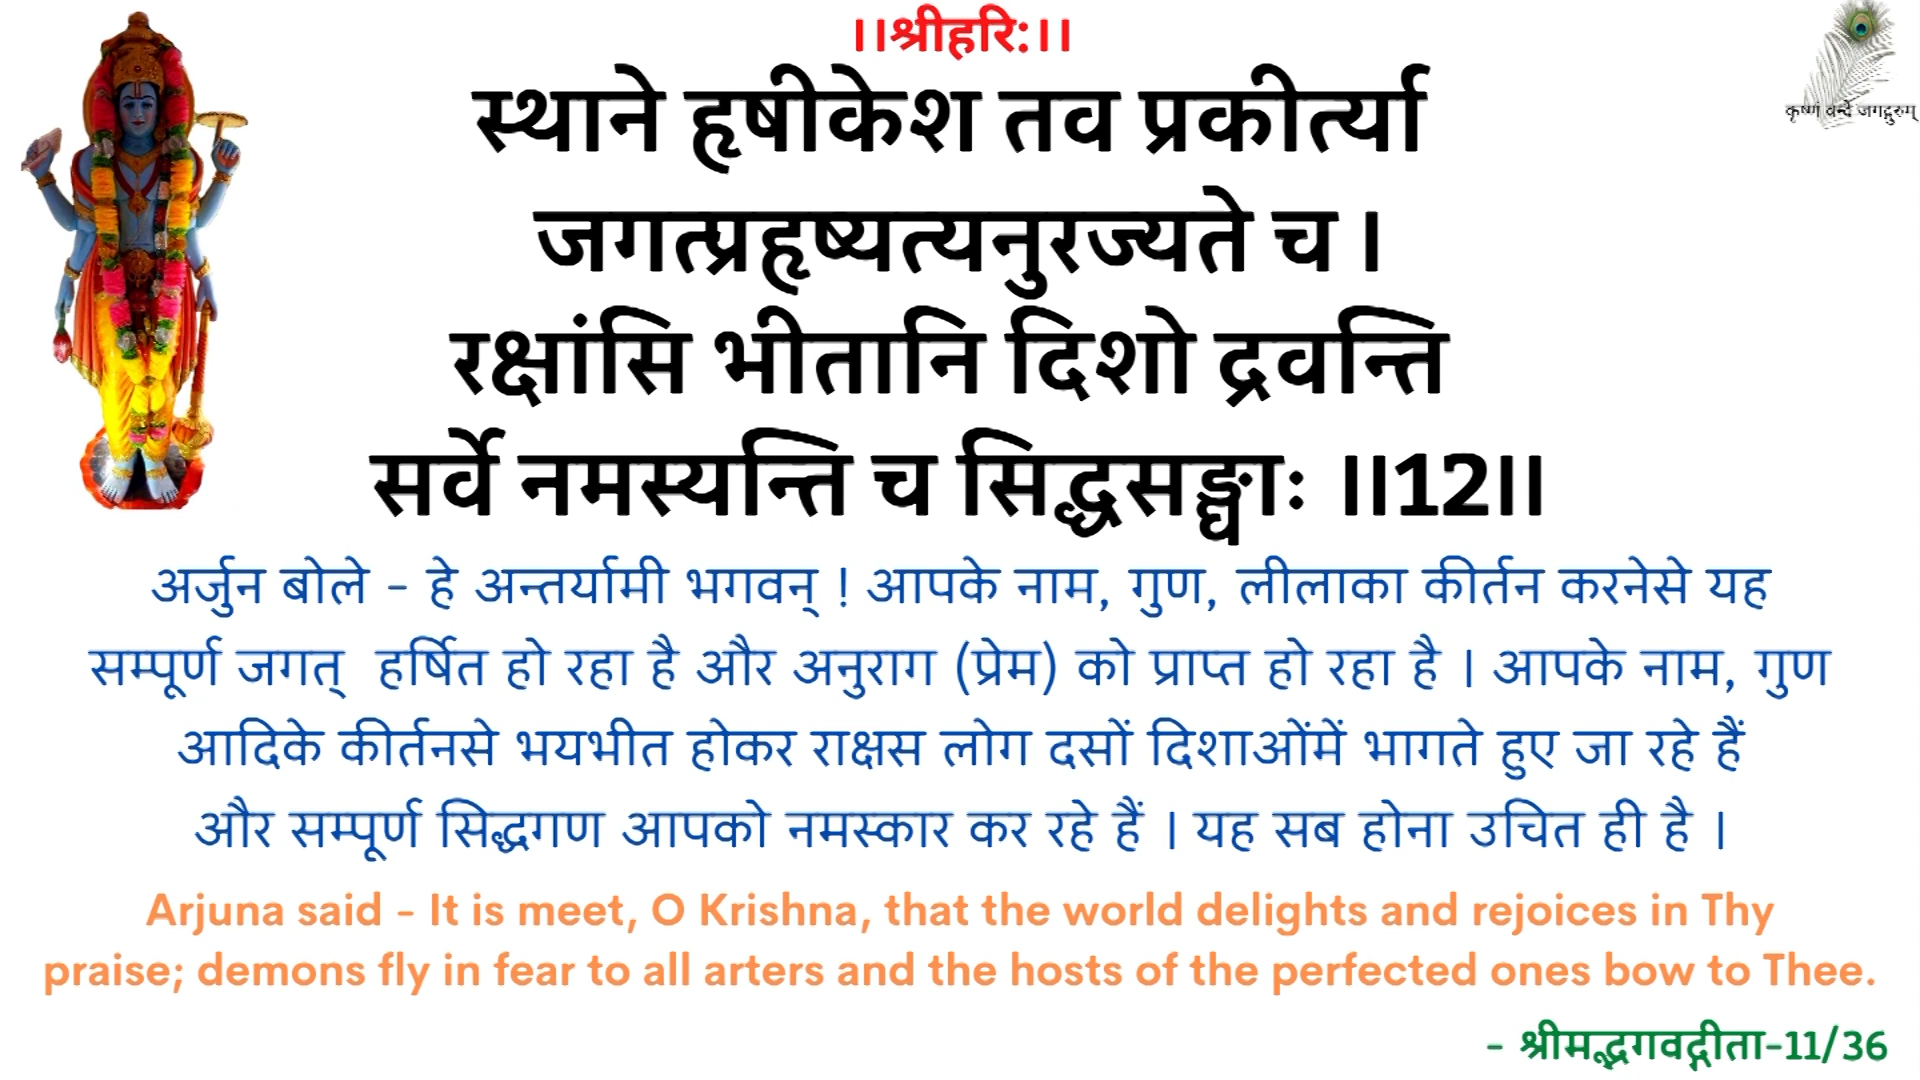 ।।श्रीहरि:।।
कृष्णं वन्दे जगद्गुरुम्
स्थाने हृषीकेश तव प्रकीर्त्या
जगत्प्रहृष्यत्यनुरज्यते च ।
रक्षांसि भीतानि दिशो द्रवन्ति
सर्वे नमस्यन्ति च सिद्धसङ्घाः ।।12।।
अर्जुन बोले - हे अन्तर्यामी भगवन् ! आपके नाम, गुण, लीलाका कीर्तन करनेसे यह
सम्पूर्ण जगत् हर्षित हो रहा है और अनुराग (प्रेम) को प्राप्त हो रहा है । आपके नाम, गुण
आदिके कीर्तनसे भयभीत होकर राक्षस लोग दसों दिशाओंमें भागते हुए जा रहे हैं
और सम्पूर्ण सिद्धगण आपको नमस्कार कर रहे हैं । यह सब होना उचित ही है ।
Arjuna said - It is meet, O Krishna, that the world delights and rejoices in Thy
praise; demons fly in fear to all arters and the hosts of the perfected ones bow to Thee.
- श्रीमद्भगवद्गीता-11/36